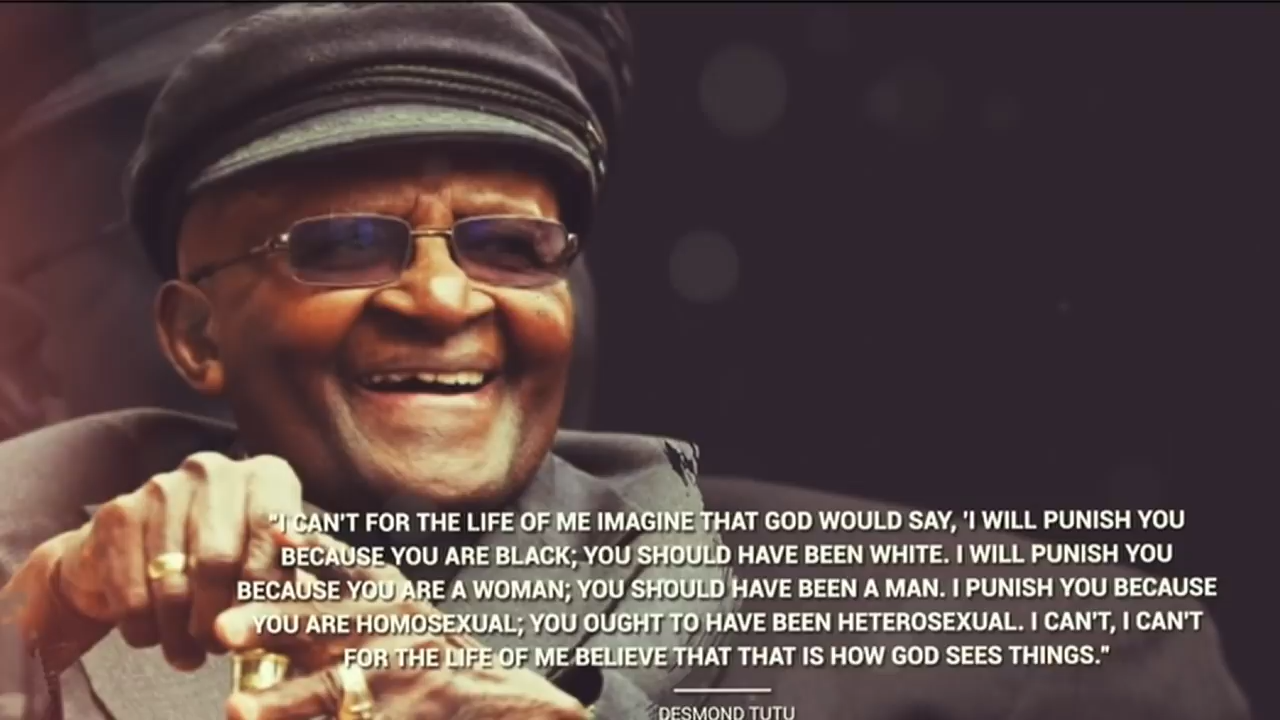 "I CAN'T FOR THE LIFE OF ME IMAGINE THAT GOD WOULD SAY, 'I WILL PUNISH YOU
BECAUSE YOU ARE BLACK; YOU SHOULD HAVE BEEN WHITE. I WILL PUNISH YOU
BECAUSE YOU ARE A WOMAN; YOU SHOULD HAVE BEEN A MAN. I PUNISH YOU BECAUSE
YOU ARE HOMOSEXUAL; YOU OUGHT TO HAVE BEEN HETEROSEXUAL. I CAN'T, I CAN'T
FOR THE LIFE OF ME BELIEVE THAT THAT IS HOW GOD SEES THINGS."
DESMOND TUTU